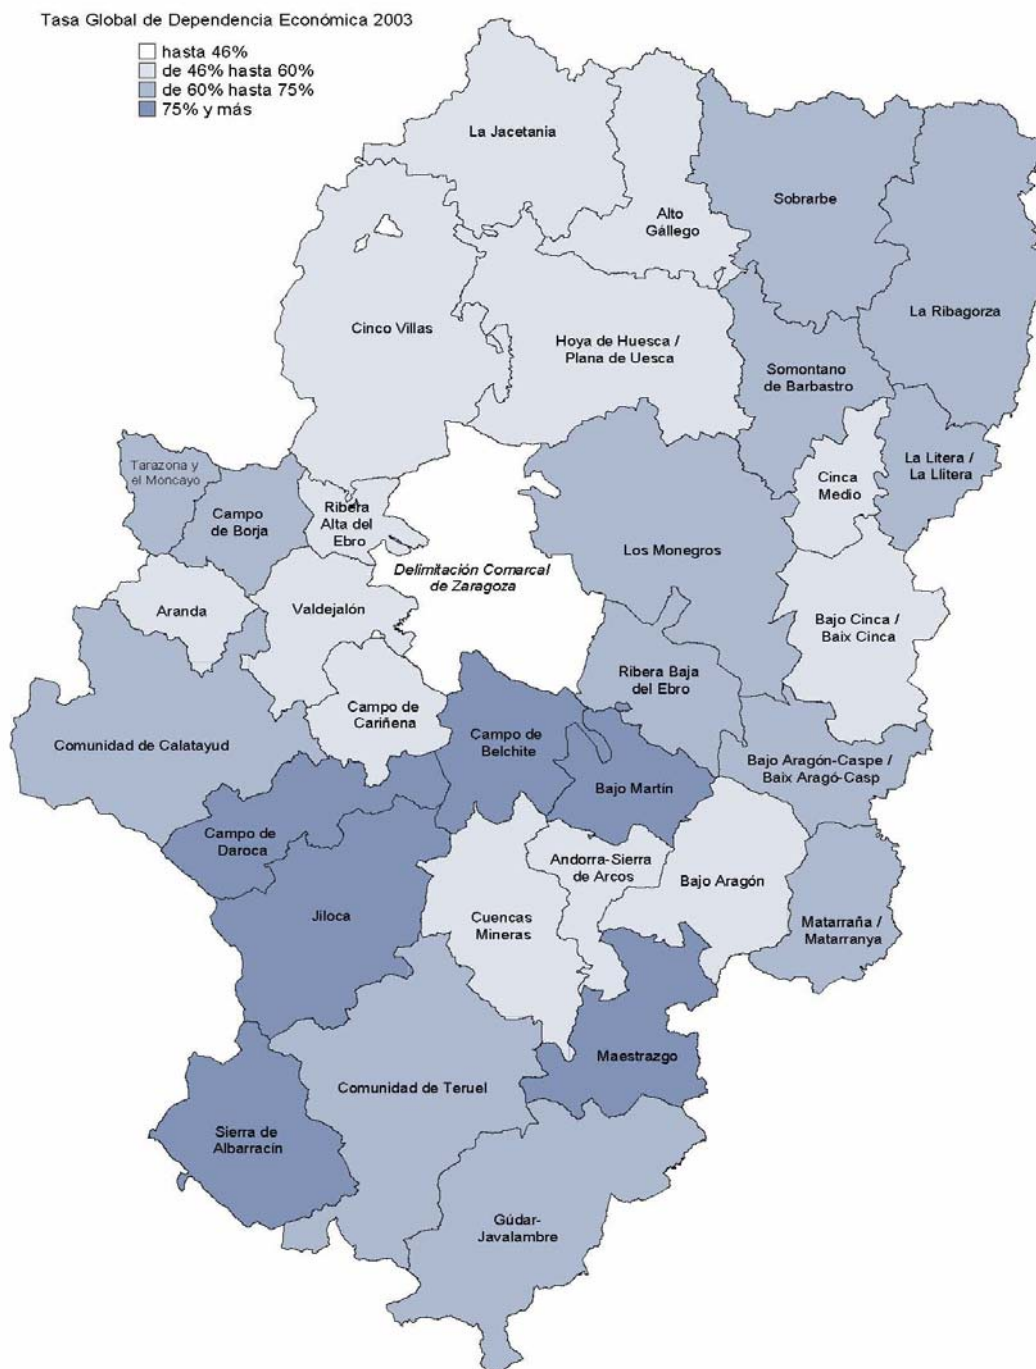 Tasa Global de Dependencia Económica 2003
hasta 46%
de 46% hasta 60%
de 60% hasta 75%
75% y más
La Jacetania
Alto
Gállego
Sobrarbe
La Ribagorza
Cinco Villas
Hoya de Huesca /
Plana de Uesca
Somontano
de Barbastro
Tarazona y
el Moncayo
Campo
de Borja
Ribera
Alta del
Ebro
Cinca
Medio
La Litera /
La Llitera
Los Monegros
Delimitación Comarcal
de Zaragoza
Aranda
Valdejalón
Bajo Cinca /
Baix Cinca
Ribera Baja
del Ebro
Campo de
Cariñena
Comunidad de Calatayud
Campo de
Belchite
Bajo Martín
Bajo Aragón-Caspe /
Baix Aragó-Casp
Campo de
Daroca
Andorra-Sierra
de Arcos
Bajo Aragón
Jiloca
Cuencas
Mineras
Matarraña /
Matarranya
Maestrazgo
Comunidad de Teruel
Sierra de
Albarracín
Gúdar-
Javalambre